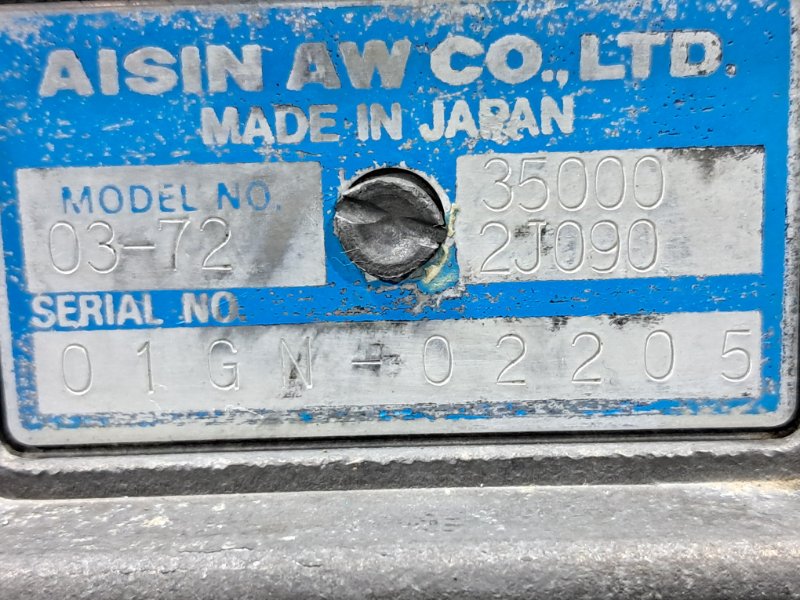 AISIN AW CO., LTD.
MADE IN JAPAN
MODEL NO.
03-72
35000
2J090
SERIAL NO.
01GN-02205